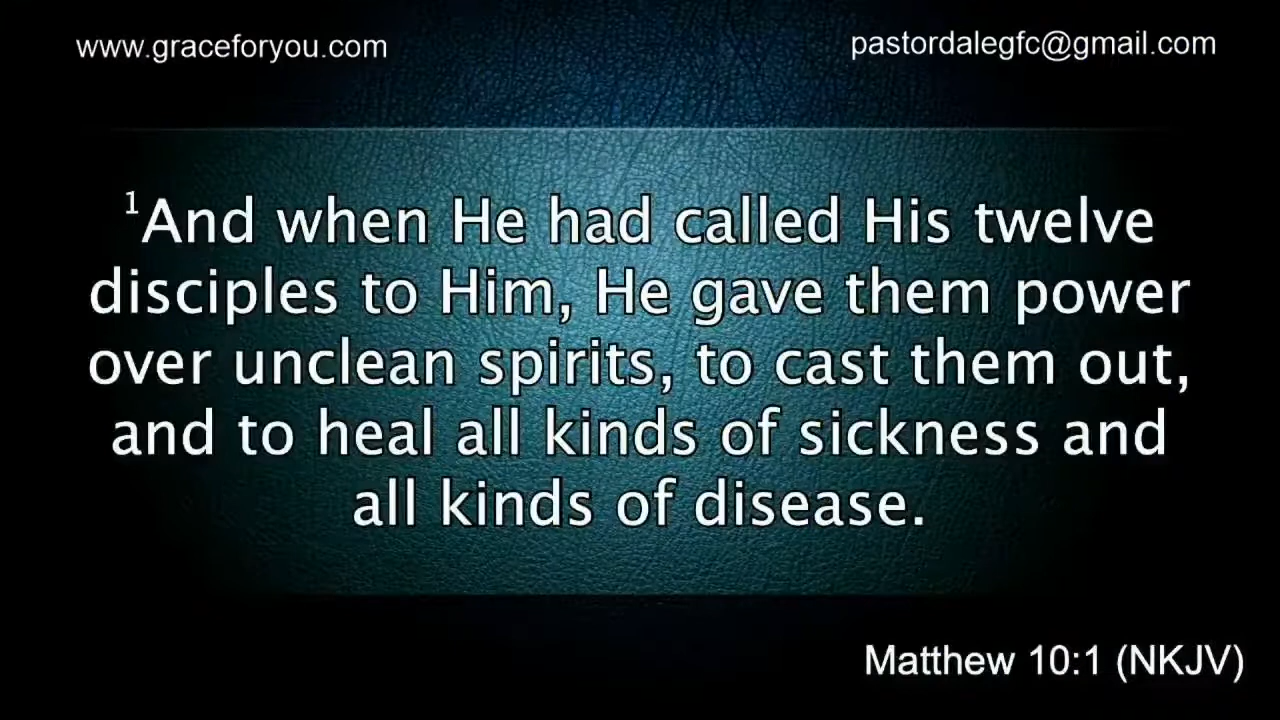 www.graceforyou.com
pastordalegfc@gmail.com
¹And when He had called His twelve
disciples to Him, He gave them power
over unclean spirits, to cast them out,
and to heal all kinds of sickness and
all kinds of disease.
Matthew 10:1 (NKJV)